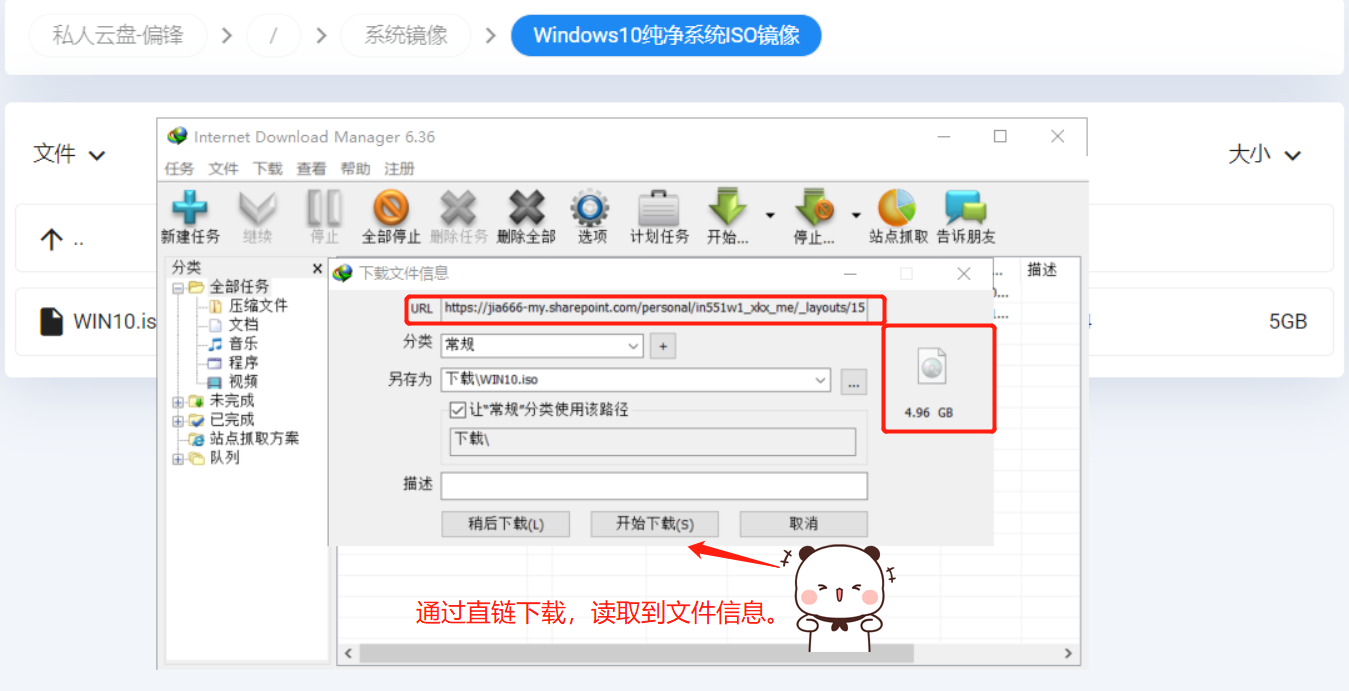 私人云盘-偏锋 > / > 系统镜像 > Windows10纯净系统ISO镜像
文件
大小
..
WIN10.is
5GB
Internet Download Manager 6.36
任务 文件 下载 查看 帮助 注册
新建任务 继续 停止 全部停止 删除任务 删除全部 选项 计划任务 开始... 停止... 站点抓取 告诉朋友
分类
全部任务
压缩文件
文档
音乐
程序
视频
未完成
已完成
站点抓取方案
队列
描述
下载文件信息
URL https://jia666-my.sharepoint.com/personal/in551w1_xkx_me/_layouts/15
分类 常规
另存为 下载\WIN10.iso
...
让"常规"分类使用该路径
下载\
描述
4.96 GB
稍后下载(L) 开始下载(S) 取消
通过直链下载，读取到文件信息。